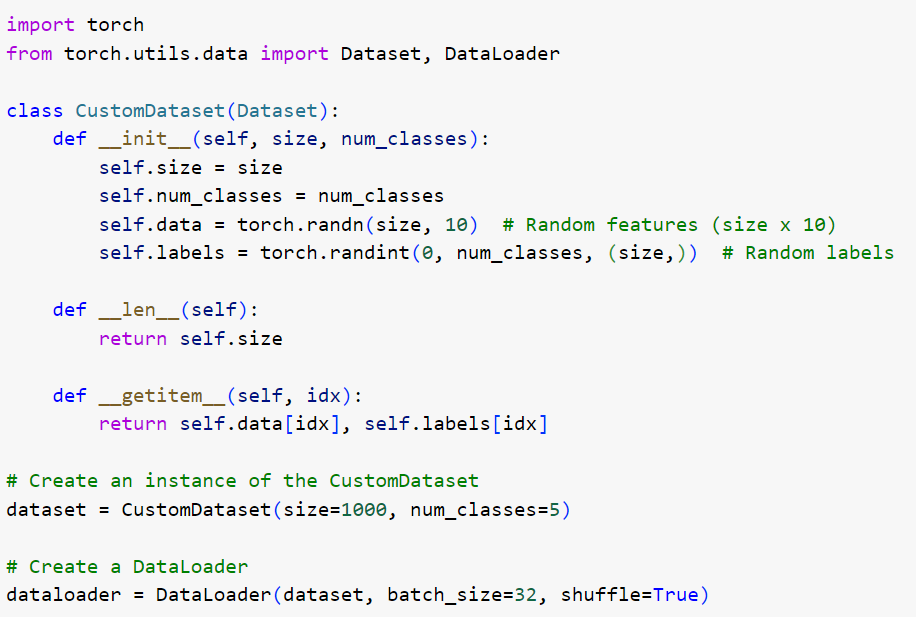 import torch
from torch.utils.data import Dataset, DataLoader

class CustomDataset(Dataset):
    def __init__(self, size, num_classes):
        self.size = size
        self.num_classes = num_classes
        self.data = torch.randn(size, 10)  # Random features (size x 10)
        self.labels = torch.randint(0, num_classes, (size,))  # Random labels

    def __len__(self):
        return self.size

    def __getitem__(self, idx):
        return self.data[idx], self.labels[idx]

# Create an instance of the CustomDataset
dataset = CustomDataset(size=1000, num_classes=5)

# Create a DataLoader
dataloader = DataLoader(dataset, batch_size=32, shuffle=True)